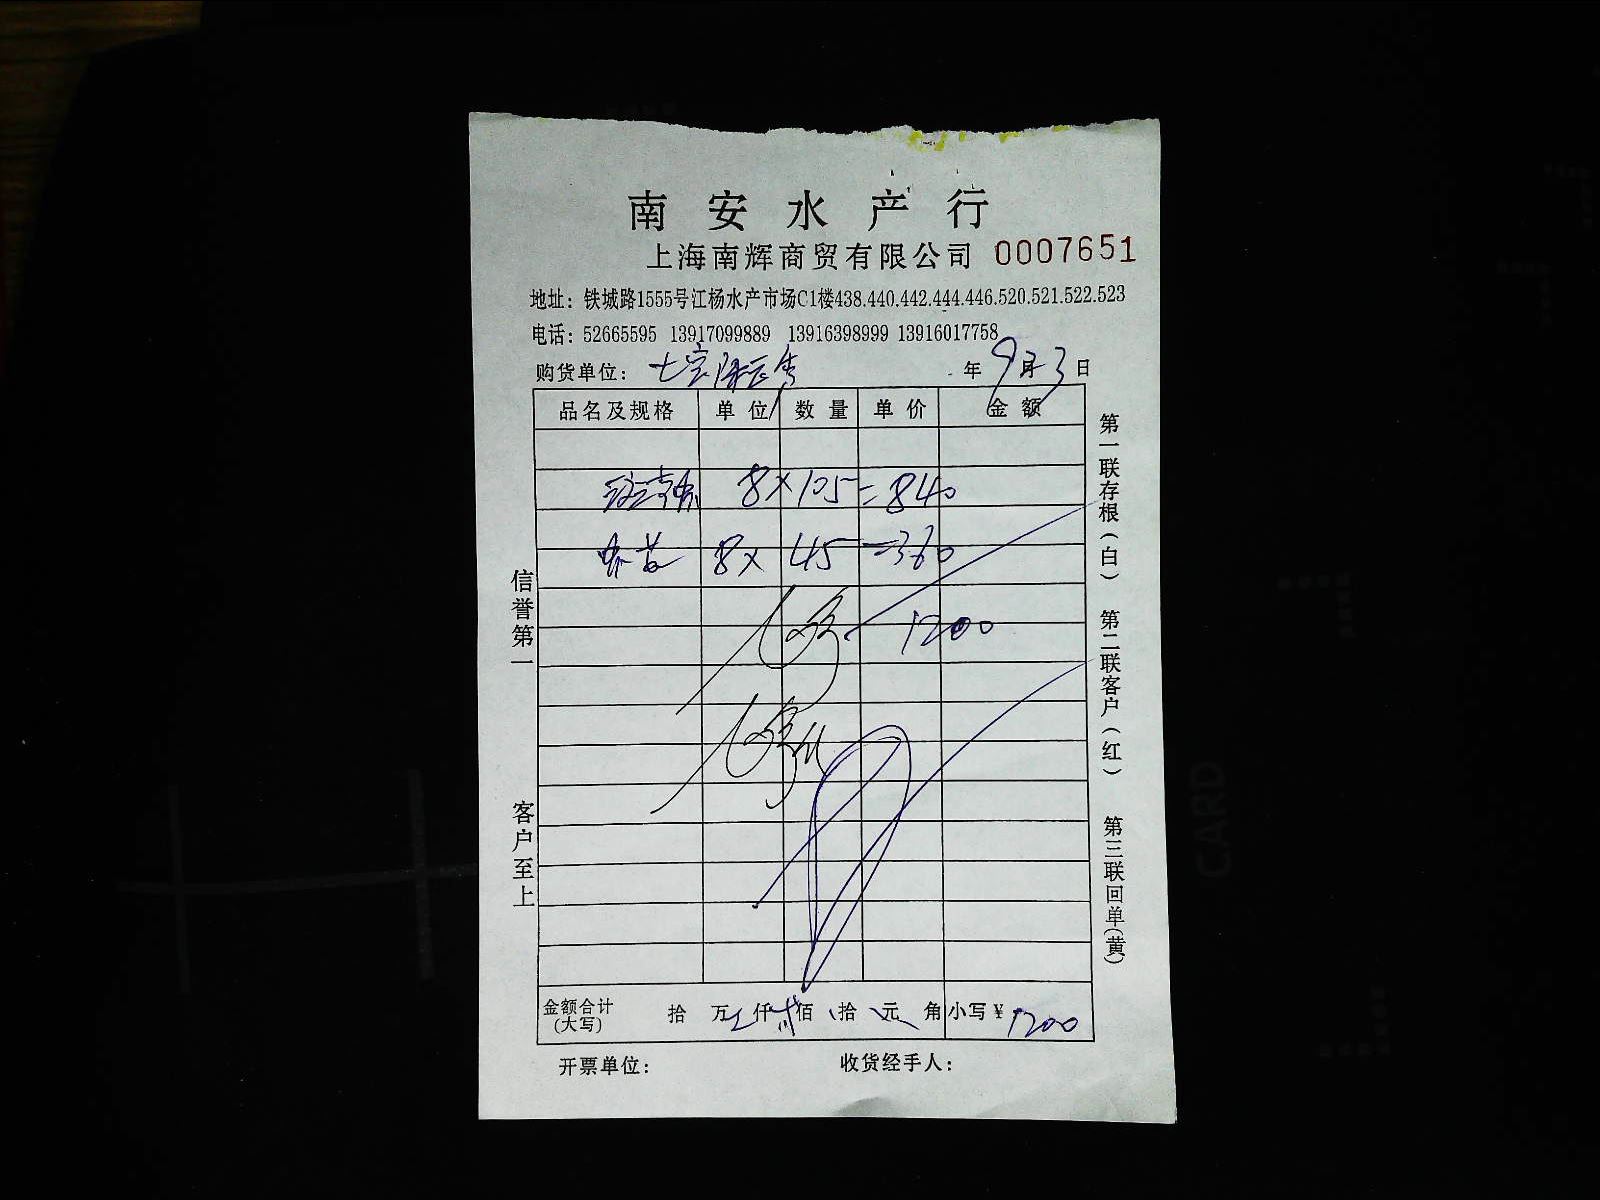 南安水产行
上海南辉商贸有限公司 0007651
地址：铁城路1555号江杨水产市场C1楼438.440.442.444.446.520.521.522.523
电话：52665595 13917099889 13916398999 13916017758
购货单位： 年9月3日
品名及规格 单位 数量 单价 金额
8×105=840
8×45=360
1200
金额合计(大写) 拾 万 仟 佰 拾 元 角 小写￥1200
开票单位： 收货经手人：
信誉第一 客户至上
第一联存根(白) 第二联客户(红) 第三联回单(黄)
CARD